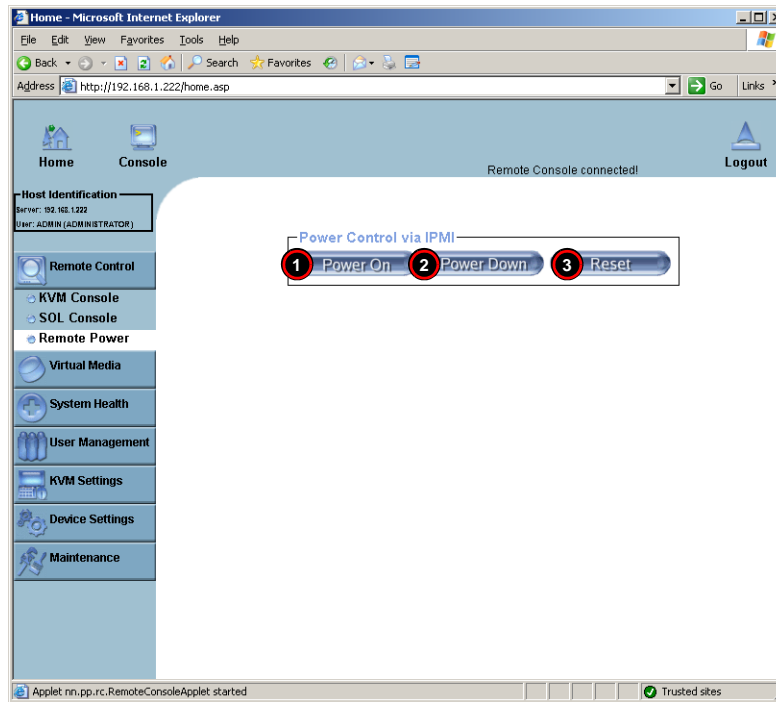 Home - Microsoft Internet Explorer
File Edit View Favorites Tools Help
Back Search Favorites
Address http://192.168.1.222/home.asp Go Links
Home Console Remote Console connected! Logout
Host Identification
Server: 192.168.1.222
User: ADMIN (ADMINISTRATOR)
Power Control via IPMI
1 Power On 2 Power Down 3 Reset
Remote Control
KVM Console
SOL Console
Remote Power
Virtual Media
System Health
User Management
KVM Settings
Device Settings
Maintenance
Applet nn.pp.rc.RemoteConsoleApplet started Trusted sites